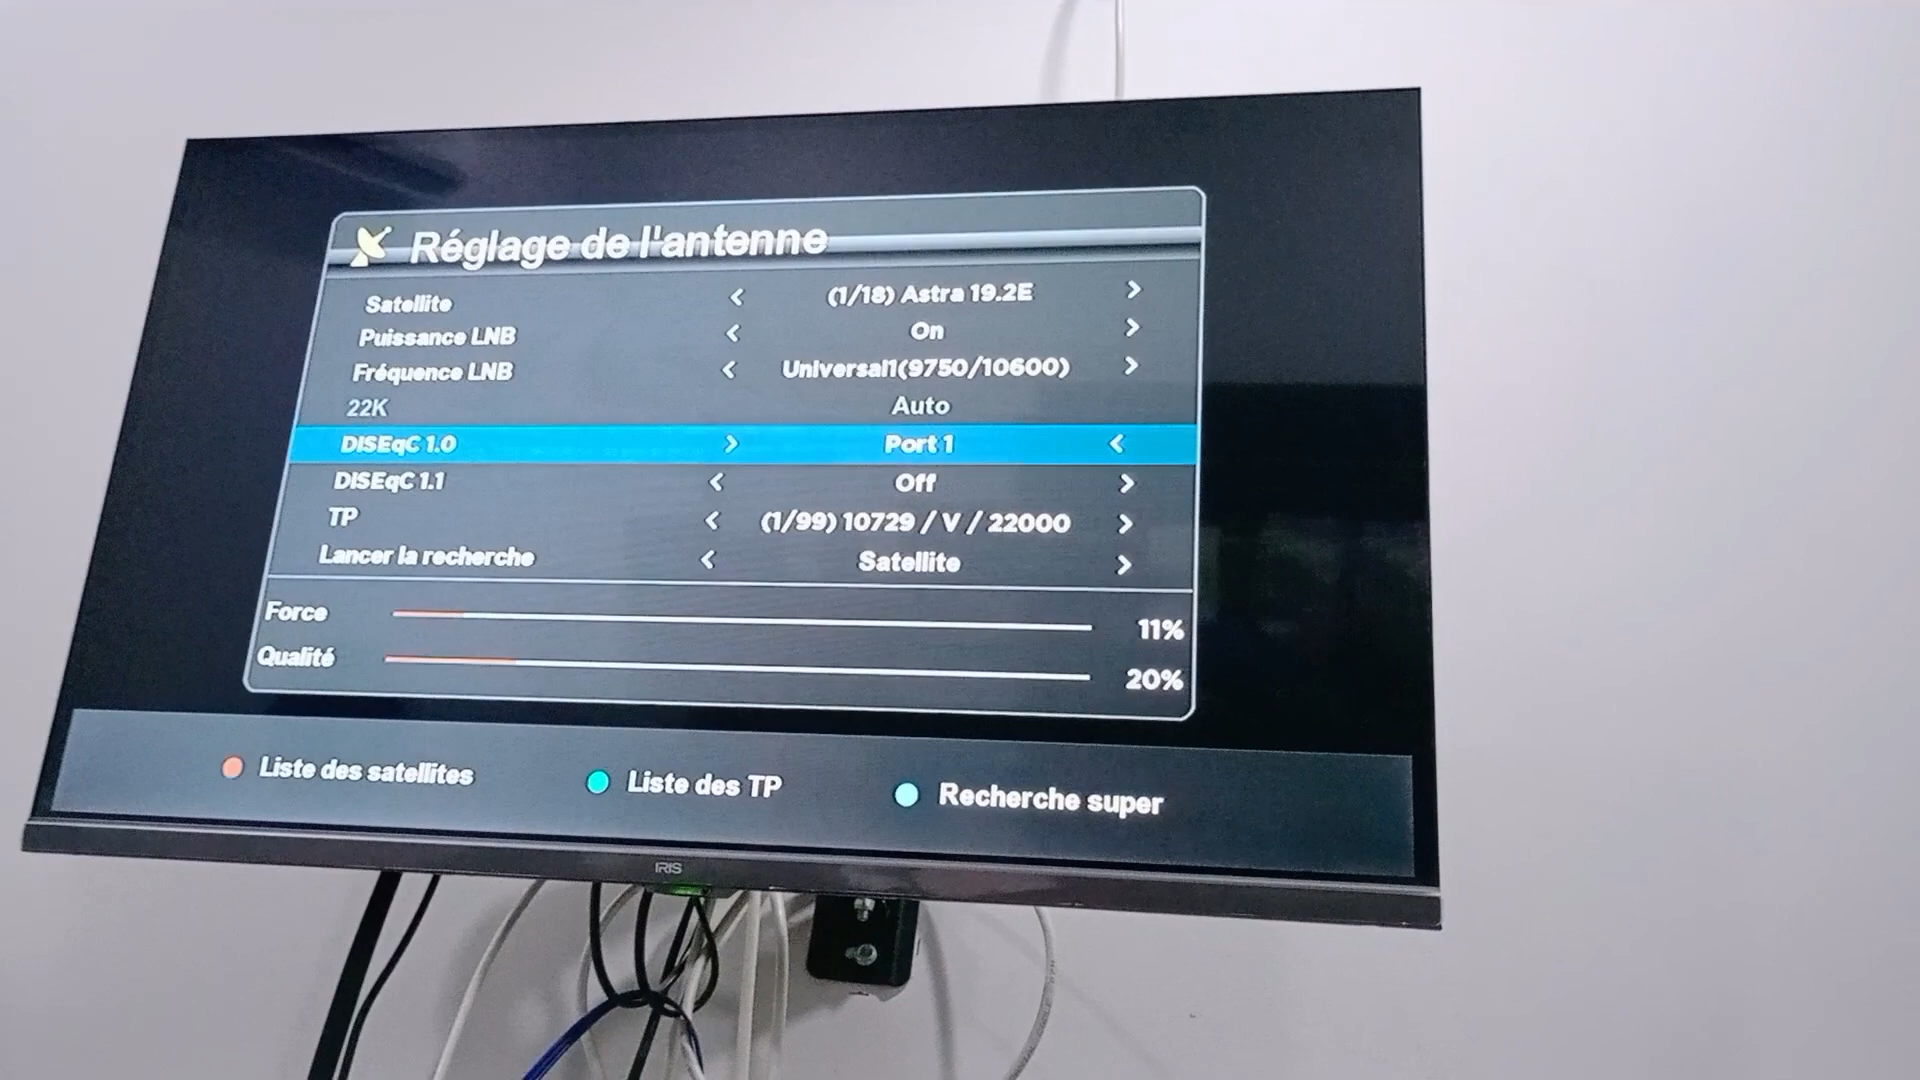 Réglage de l'antenne
Satellite < (1/18) Astra 19.2E >
Puissance LNB < On >
Fréquence LNB < Universal1(9750/10600) >
22K Auto
DISEqC 1.0 > Port 1 <
DISEqC 1.1 < Off >
TP < (1/99) 10729 / V / 22000 >
Lancer la recherche < Satellite >
Force 11%
Qualité 20%
Liste des satellites Liste des TP Recherche super
IRIS